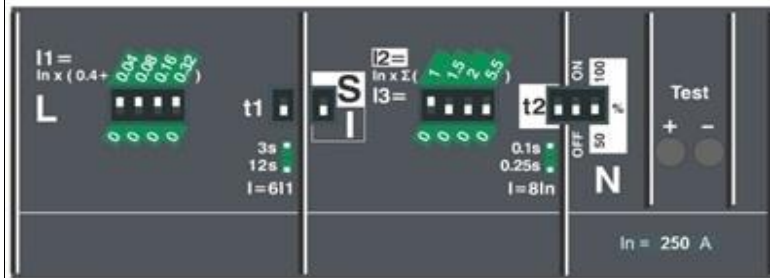 I1=
In x ( 0.4+ 0.04 0.08 0.16 0.32 )
L
0 0 0 0
t1
3s
12s
I=6I1
S
I
I2=
In x Σ( 1 1.5 2 5.5 )
I3=
0 0 0 0
t2
0.1s
0.25s
I=8In
ON
OFF
100
50
%
N
Test
+ −
In = 250 A